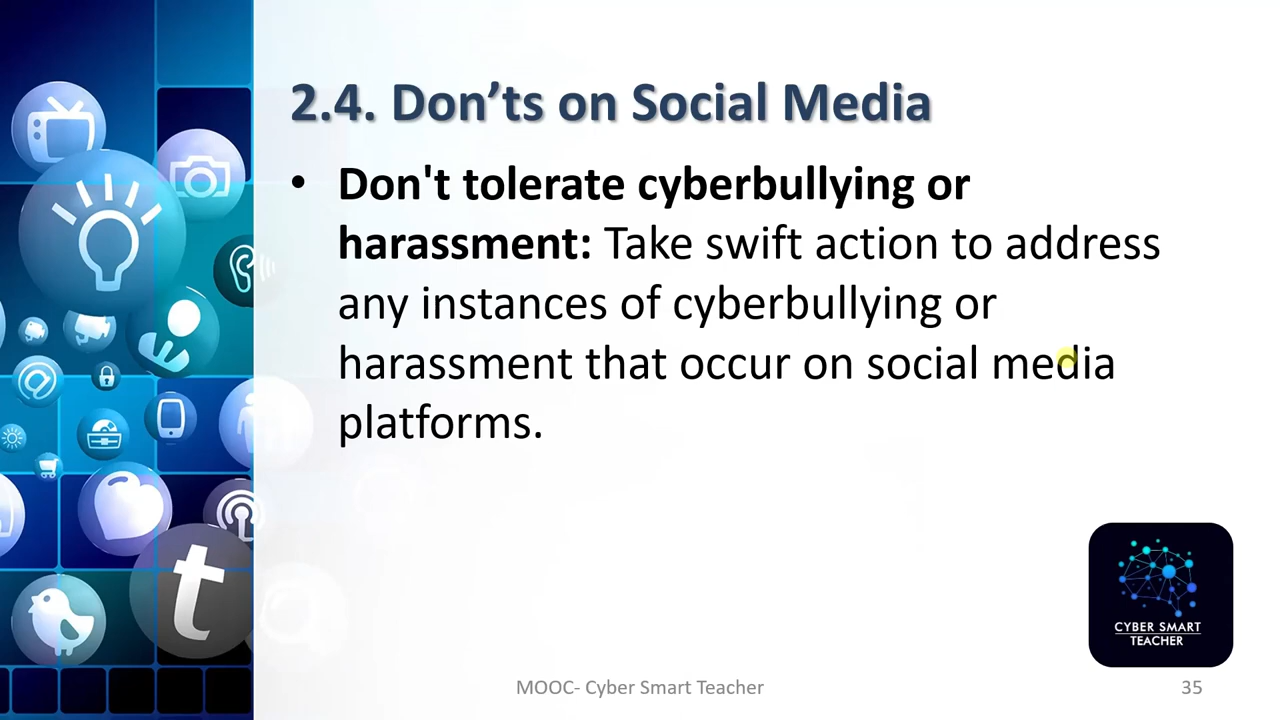 2.4. Don’ts on Social Media
• Don't tolerate cyberbullying or
harassment: Take swift action to address
any instances of cyberbullying or
harassment that occur on social media
platforms.
t
CYBER SMART
TEACHER
MOOC- Cyber Smart Teacher
35